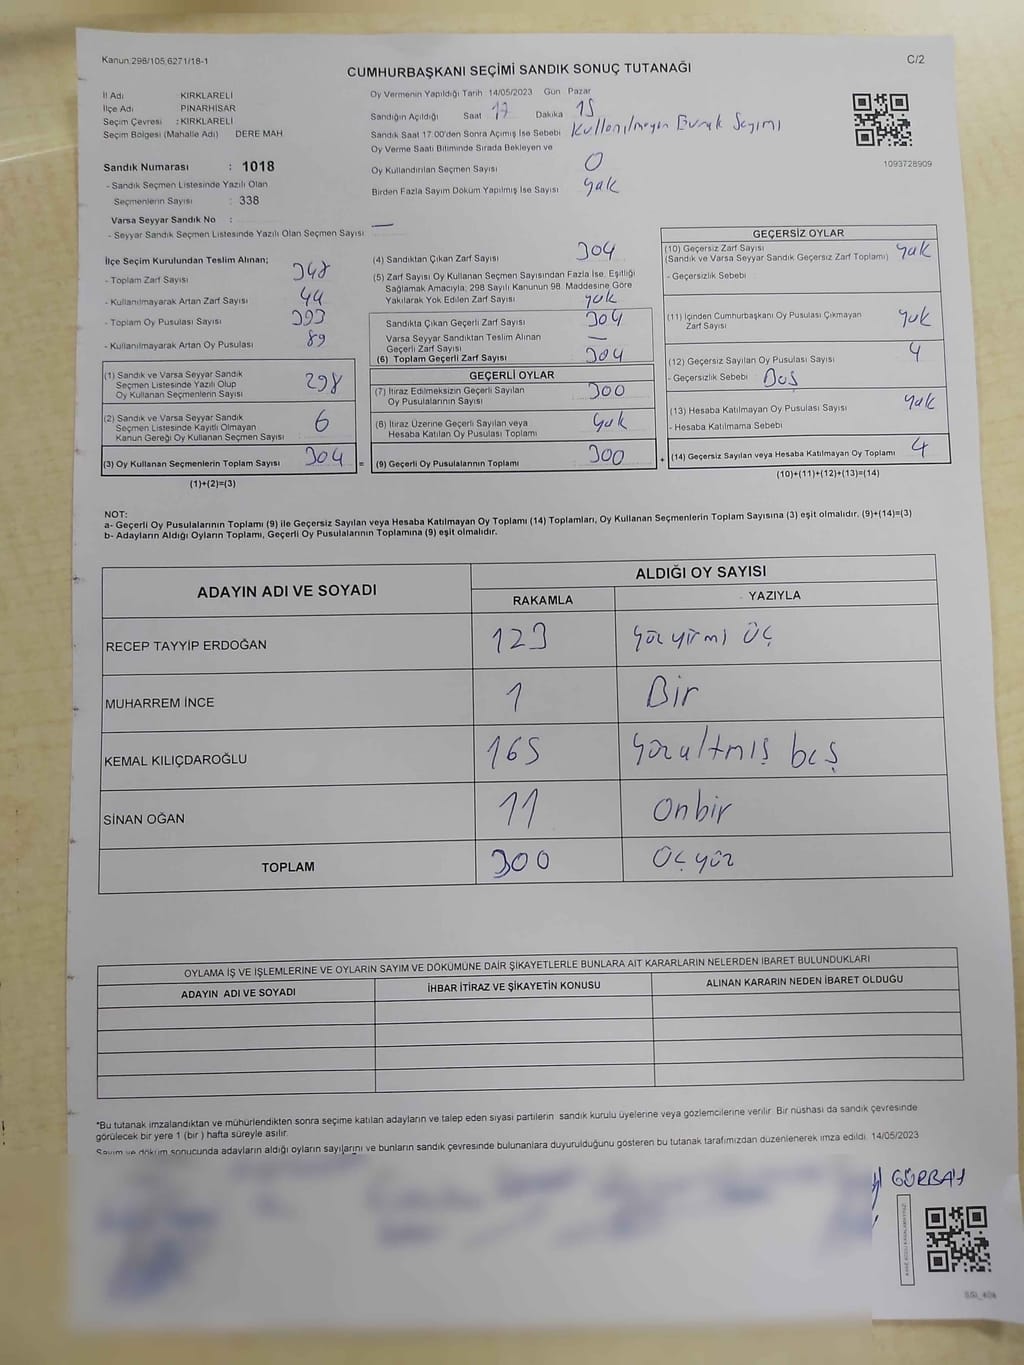 Kanun.298/105,6271/18-1
C/2
CUMHURBAŞKANI SEÇİMİ SANDIK SONUÇ TUTANAĞI
İl Adı : KIRKLARELİ
İlçe Adı : PINARHİSAR
Seçim Çevresi : KIRKLARELİ
Seçim Bölgesi (Mahalle Adı) DERE MAH
Sandık Numarası : 1018
- Sandık Seçmen Listesinde Yazılı Olan
Seçmenlerin Sayısı : 338
Varsa Seyyar Sandık No :
- Seyyar Sandık Seçmen Listesinde Yazılı Olan Seçmen Sayısı —
Oy Vermenin Yapıldığı Tarih 14/05/2023 Gün Pazar
Sandığın Açıldığı Saat 17 Dakika 15
Sandık Saat 17:00'den Sonra Açımış İse Sebebi Kullanılmayan Evrak Sayımı
Oy Verme Saati Bitiminde Sırada Bekleyen ve
Oy Kullandırılan Seçmen Sayısı 0
Birden Fazla Sayım Döküm Yapılmış İse Sayısı yok
1093728909
İlçe Seçim Kurulundan Teslim Alınan;
- Toplam Zarf Sayısı 348
- Kullanılmayarak Artan Zarf Sayısı 44
- Toplam Oy Pusulası Sayısı 393
- Kullanılmayarak Artan Oy Pusulası 89
(1) Sandık ve Varsa Seyyar Sandık
Seçmen Listesinde Yazılı Olup
Oy Kullanan Seçmenlerin Sayısı 298
(2) Sandık ve Varsa Seyyar Sandık
Seçmen Listesinde Kayıtlı Olmayan
Kanun Gereği Oy Kullanan Seçmen Sayısı 6
(3) Oy Kullanan Seçmenlerin Toplam Sayısı 304 =
(1)+(2)=(3)
(4) Sandıktan Çıkan Zarf Sayısı 304
(5) Zarf Sayısı Oy Kullanan Seçmen Sayısından Fazla İse, Eşitliği
Sağlamak Amacıyla; 298 Sayılı Kanunun 98. Maddesine Göre
Yakılarak Yok Edilen Zarf Sayısı yok
Sandıkta Çıkan Geçerli Zarf Sayısı 304
Varsa Seyyar Sandıktan Teslim Alınan
Geçerli Zarf Sayısı —
(6) Toplam Geçerli Zarf Sayısı 304
GEÇERLİ OYLAR
(7) İtiraz Edilmeksizin Geçerli Sayılan
Oy Pusulalarının Sayısı 300
(8) İtiraz Üzerine Geçerli Sayılan veya
Hesaba Katılan Oy Pusulası Toplamı yok
(9) Geçerli Oy Pusulalarının Toplamı 300 +
GEÇERSİZ OYLAR
(10) Geçersiz Zarf Sayısı
(Sandık ve Varsa Seyyar Sandık Geçersiz Zarf Toplamı) yok
- Geçersizlik Sebebi
(11) İçinden Cumhurbaşkanı Oy Pusulası Çıkmayan
Zarf Sayısı yok
(12) Geçersiz Sayılan Oy Pusulası Sayısı 4
- Geçersizlik Sebebi Boş
(13) Hesaba Katılmayan Oy Pusulası Sayısı yok
- Hesaba Katılmama Sebebi
(14) Geçersiz Sayılan veya Hesaba Katılmayan Oy Toplamı 4
(10)+(11)+(12)+(13)=(14)
NOT:
a- Geçerli Oy Pusulalarının Toplamı (9) ile Geçersiz Sayılan veya Hesaba Katılmayan Oy Toplamı (14) Toplamları, Oy Kullanan Seçmenlerin Toplam Sayısına (3) eşit olmalıdır. (9)+(14)=(3)
b- Adayların Aldığı Oyların Toplamı, Geçerli Oy Pusulalarının Toplamına (9) eşit olmalıdır.
ADAYIN ADI VE SOYADI ALDIĞI OY SAYISI
RAKAMLA YAZIYLA
RECEP TAYYİP ERDOĞAN 123 Yüz yirmi üç
MUHARREM İNCE 1 Bir
KEMAL KILIÇDAROĞLU 165 Yüzaltmış beş
SİNAN OĞAN 11 Onbir
TOPLAM 300 Üçyüz
OYLAMA İŞ VE İŞLEMLERİNE VE OYLARIN SAYIM VE DÖKÜMÜNE DAİR ŞİKAYETLERLE BUNLARA AİT KARARLARIN NELERDEN İBARET BULUNDUKLARI
ADAYIN ADI VE SOYADI İHBAR İTİRAZ VE ŞİKAYETİN KONUSU ALINAN KARARIN NEDEN İBARET OLDUĞU
*Bu tutanak imzalandıktan ve mühürlendikten sonra seçime katılan adayların ve talep eden siyasi partilerin sandık kurulu üyelerine veya gözlemcilerine verilir. Bir nüshası da sandık çevresinde
görülecek bir yere 1 (bir) hafta süreyle asılır.
Sayım ve döküm sonucunda adayların aldığı oyların sayılarını ve bunların sandık çevresinde bulunanlara duyurulduğunu gösteren bu tutanak tarafımızdan düzenlenerek imza edildi. 14/05/2023